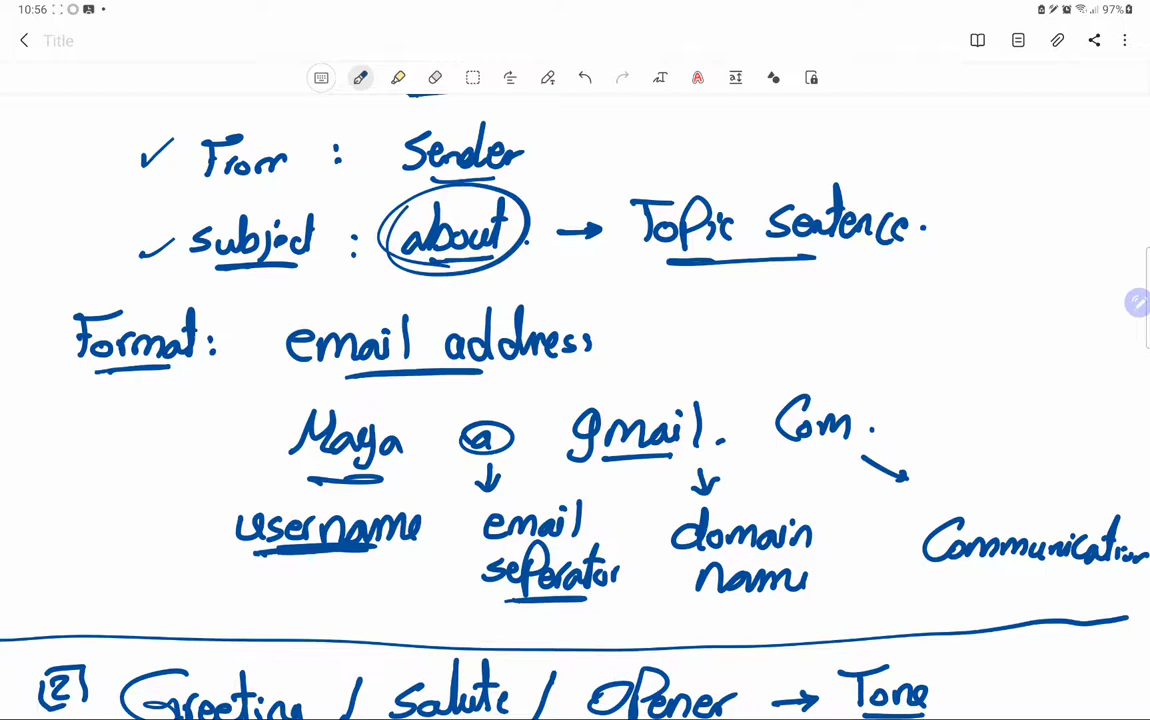 10:56 97%
Title
✓ From : Sender
✓ subject : about → Topic sentence.
Format: email address
Maya @ gmail. Com.
username email seperator domain name Communication
[2] Greeting / salute / opener → Tone